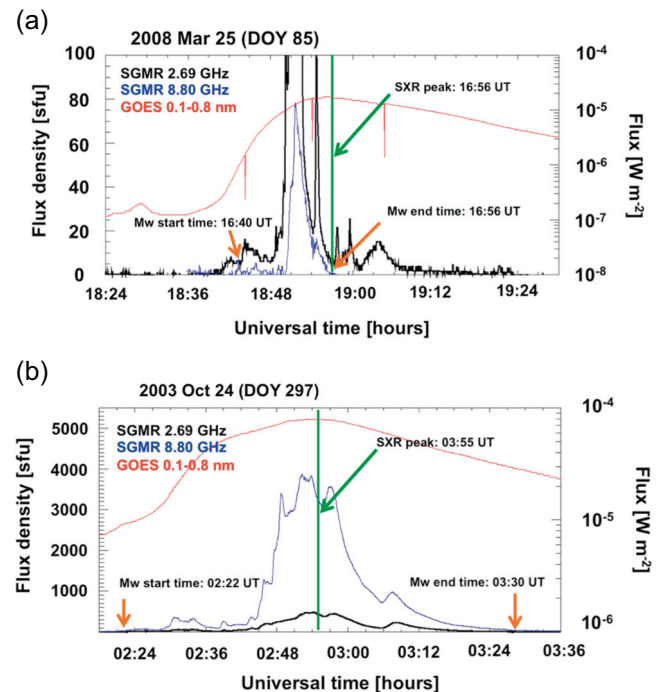 (a)
2008 Mar 25 (DOY 85)
100
80
60
40
20
0
Flux density [sfu]
SGMR 2.69 GHz
SGMR 8.80 GHz
GOES 0.1-0.8 nm
SXR peak: 16:56 UT
Mw start time: 16:40 UT
Mw end time: 16:56 UT
10⁻⁴
10⁻⁵
10⁻⁶
10⁻⁷
10⁻⁸
Flux [W m⁻²]
18:24 18:36 18:48 19:00 19:12 19:24
Universal time [hours]
(b)
2003 Oct 24 (DOY 297)
5000
4000
3000
2000
1000
Flux density [sfu]
SGMR 2.69 GHz
SGMR 8.80 GHz
GOES 0.1-0.8 nm
SXR peak: 03:55 UT
Mw start time: 02:22 UT
Mw end time: 03:30 UT
10⁻⁴
10⁻⁵
10⁻⁶
Flux [W m⁻²]
02:24 02:36 02:48 03:00 03:12 03:24 03:36
Universal time [hours]